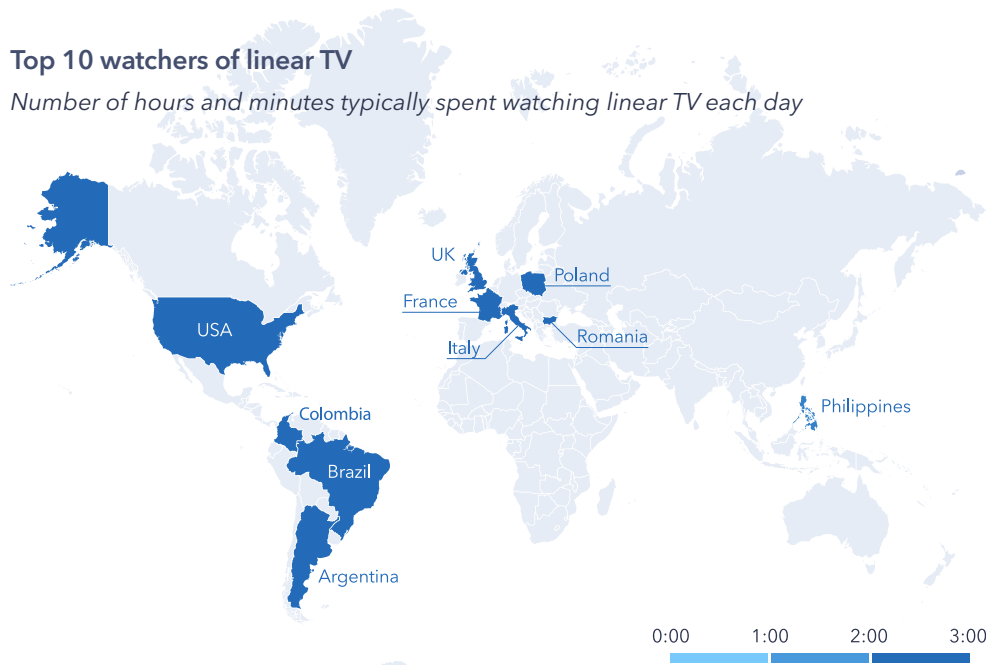 Top 10 watchers of linear TV
Number of hours and minutes typically spent watching linear TV each day
UK
Poland
France
USA
Romania
Italy
Philippines
Colombia
Brazil
Argentina
0:00 1:00 2:00 3:00